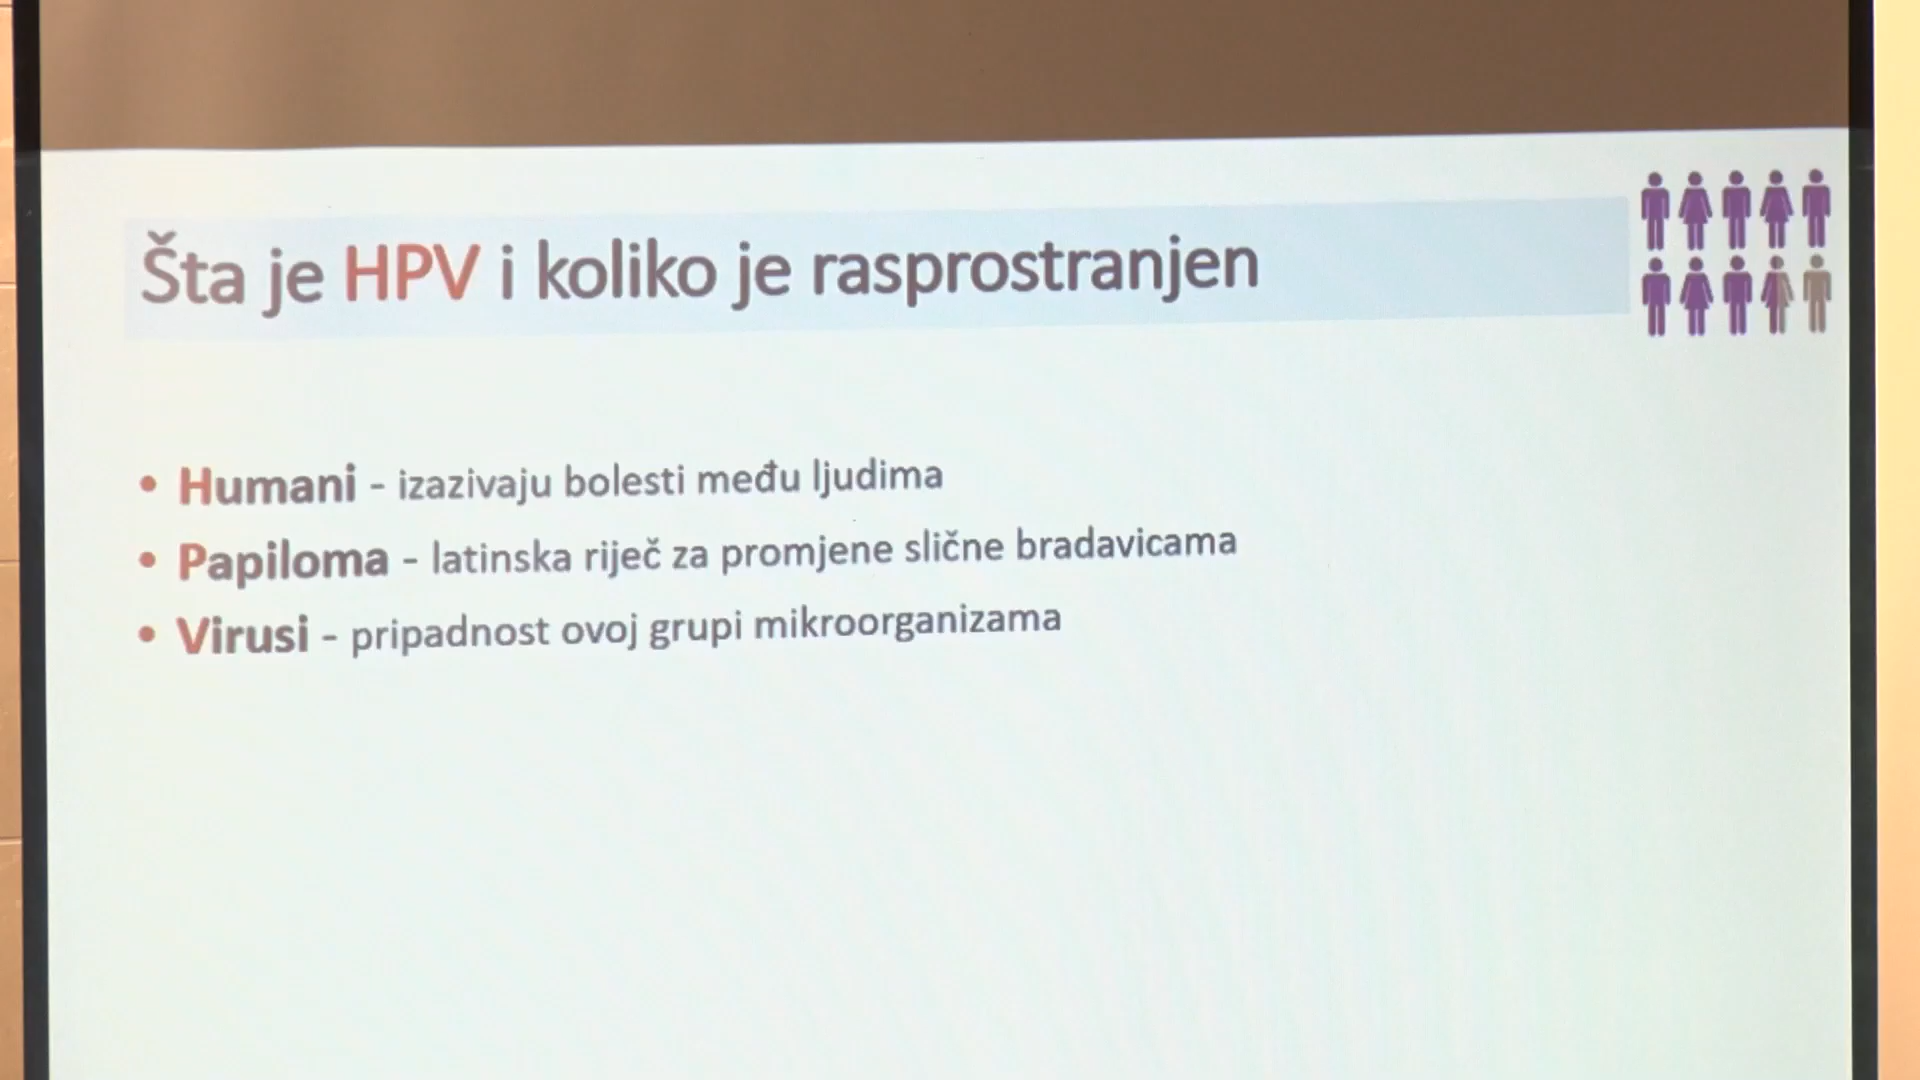 Šta je HPV i koliko je rasprostranjen
• Humani - izazivaju bolesti među ljudima
• Papiloma - latinska riječ za promjene slične bradavicama
• Virusi - pripadnost ovoj grupi mikroorganizama